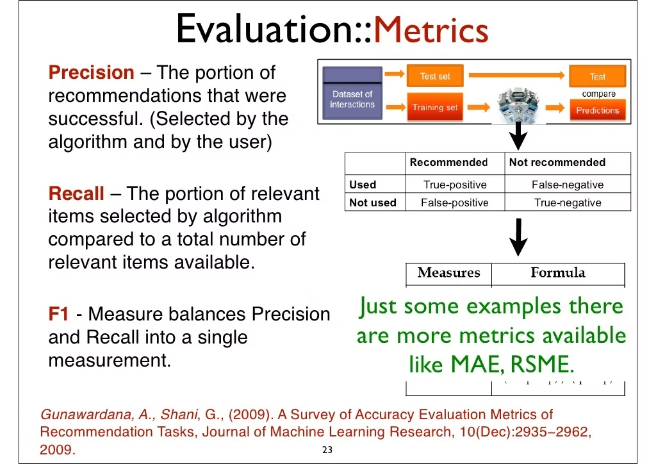 Evaluation::Metrics
Precision – The portion of
recommendations that were
successful. (Selected by the
algorithm and by the user)
Recall – The portion of relevant
items selected by algorithm
compared to a total number of
relevant items available.
F1 - Measure balances Precision
and Recall into a single
measurement.
Dataset of
interactions
Test set
Training set
Test
compare
Predictions
Recommended Not recommended
Used True-positive False-negative
Not used False-positive True-negative
Measures Formula
Just some examples there
are more metrics available
like MAE, RSME.
Gunawardana, A., Shani, G., (2009). A Survey of Accuracy Evaluation Metrics of
Recommendation Tasks, Journal of Machine Learning Research, 10(Dec):2935–2962,
2009.
23